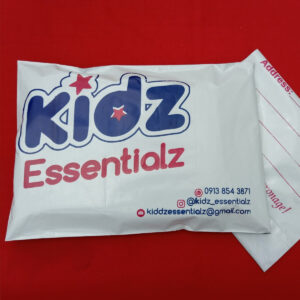 kidz
Essentialz
0913 854 3871
@kidz_essentialz
kiddzessentialz@gmail.com
Address: